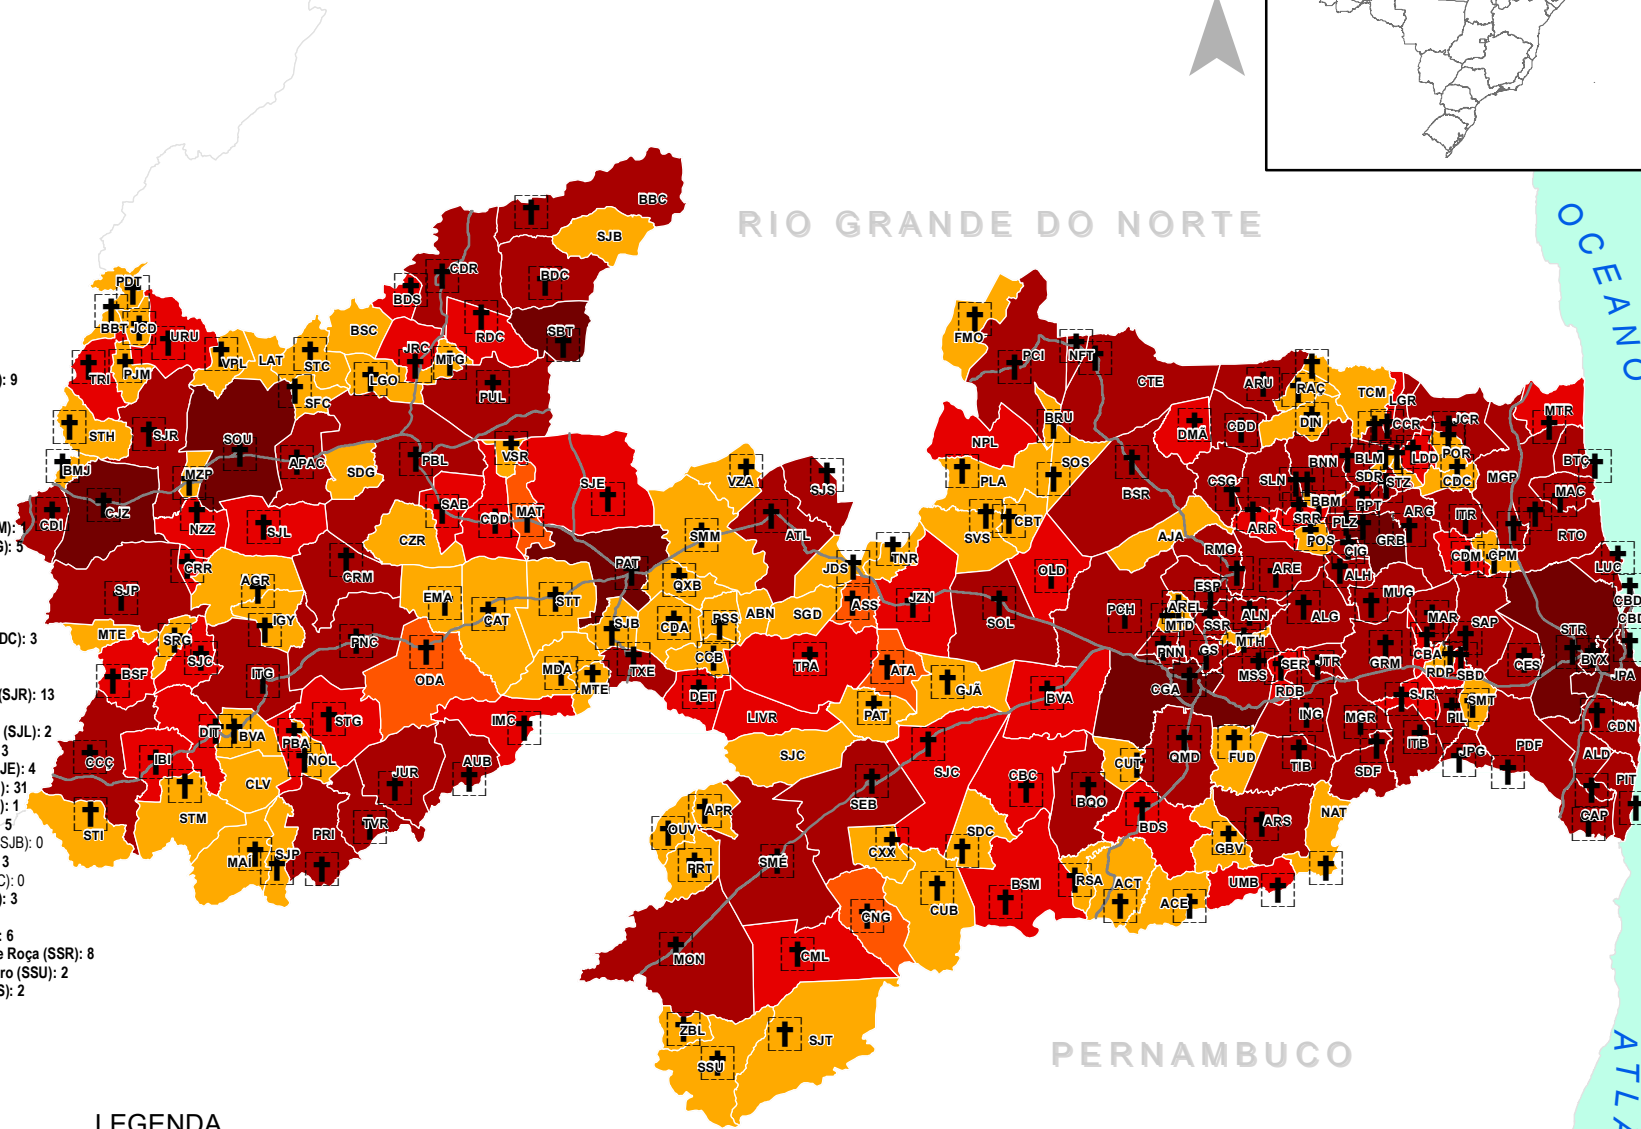 RIO GRANDE DO NORTE
OCEANO
BBC
SJB
CDR
BDC
PDT
BDS
BBT
JCD
URU
BSC
RDC
SBT
FMO
PCI
NFT
VPL
LAT
STC
JRC
MTG
TRI
PJM
LGO
PUL
CTE
ARU
RAC
TCM
LGR
): 9
SFC
BRU
DMA
CDD
DIN
CCR
JCR
MTR
STH
SJR
SOU
NPL
BMJ
MZP
APAC
SDG
PBL
VSR
SOS
BNN
BLM
LDD
POR
BTC
VZA
SJS
PLA
BSR
CSG
SLN
SDR
STZ
CDC
MGP
MAC
CDI
CJZ
NZZ
SJL
SAB
CDD
MAT
SJE
CBT
BBM
PPT
M): 1
ARR
SRR
PLZ
ARG
ITR
G): 5
CZR
SMM
ATL
SVS
AJA
POS
GRB
RTO
CRR
CRM
PAT
JDS
TNR
RMG
CIG
CDM
CPM
LUC
SJP
AGR
EMA
STT
QXB
OLD
ESP
ARE
ALH
MUG
CBD
IGY
CAT
CDA
PSS
ABN
SGD
ASS
JZN
SOL
PCH
AREL
MTD
SSR
ALN
ALG
MAR
SAP
STR
DC): 3
MTE
SRG
PNC
SJB
MTH
SJC
CCB
PNN
GS
CBA
BYX
BSF
ITG
ODA
MDA
TXE
TPA
ATA
GJÃ
CGA
MSS
SER
JTR
GRM
RDP
SBD
CES
JPA
(SJR): 13
MTE
DET
BVA
RDB
SJR
SMT
STG
IMC
LIVR
PAT
ING
MGR
PIL
CDN
(SJL): 2
DIT
BVA
PBA
ITB
3
CCC
IBI
NOL
AUB
SJC
SJC
CUT
QMD
FUD
TIB
SDF
JPG
PDF
ALD
JE): 4
JUR
CBC
PIT
): 31
CLV
SEB
BQO
): 1
STM
APR
NAT
5
STI
PRI
TVR
OUV
SDC
BDS
ARS
CAP
SJB): 0
MAÍ
SJP
CXX
GBV
3
PRT
SMÉ
C): 0
BSM
RSA
ACT
UMB
): 3
CUB
ACE
CNG
: 6
e Roça (SSR): 8
MON
CML
ro (SSU): 2
S): 2
ZBL
SJT
SSU
PERNAMBUCO
ATLA
LEGENDA